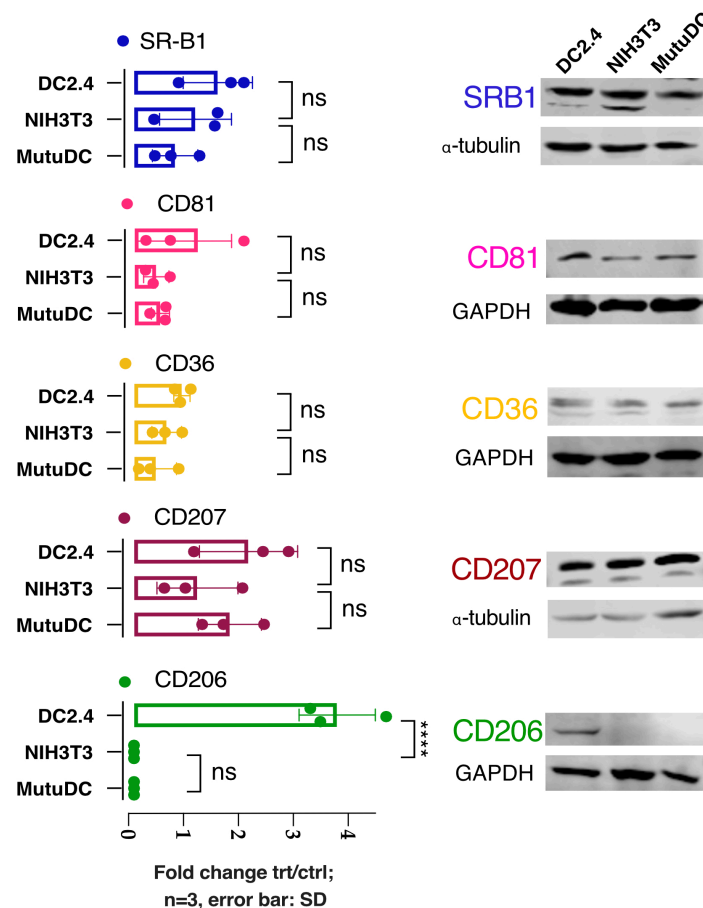 SR-B1
DC2.4
NIH3T3
MutuDC
ns
ns
CD81
DC2.4
NIH3T3
MutuDC
ns
ns
CD36
DC2.4
NIH3T3
MutuDC
ns
ns
CD207
DC2.4
NIH3T3
MutuDC
ns
ns
CD206
DC2.4
NIH3T3
MutuDC
****
ns
0 1 2 3 4
Fold change trt/ctrl;
n=3, error bar: SD
DC2.4 NIH3T3 MutuDC
SRB1
α-tubulin
CD81
GAPDH
CD36
GAPDH
CD207
α-tubulin
CD206
GAPDH